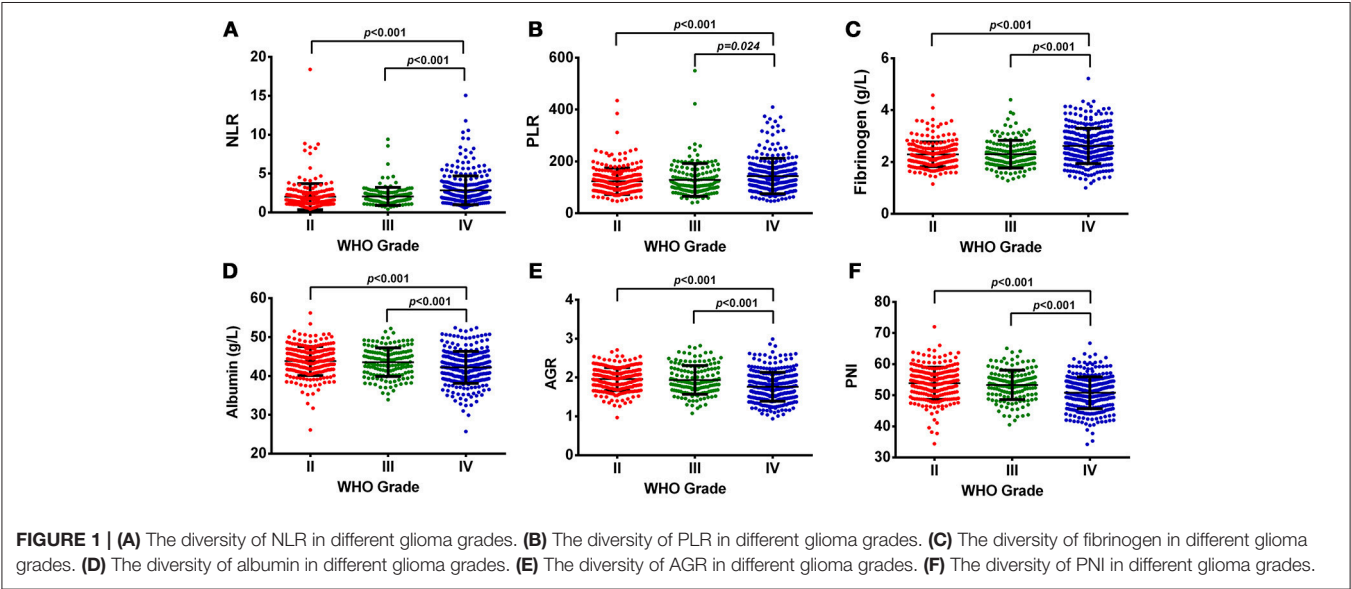 A
p<0.001
p<0.001
NLR
20
15
10
5
0
II III IV
WHO Grade
B
p<0.001
p=0.024
PLR
600
400
200
0
II III IV
WHO Grade
C
p<0.001
p<0.001
Fibrinogen (g/L)
6
4
2
0
II III IV
WHO Grade
D
p<0.001
p<0.001
Albumin (g/L)
60
50
40
30
20
II III IV
WHO Grade
E
p<0.001
p<0.001
AGR
4
3
2
1
0
II III IV
WHO Grade
F
p<0.001
p<0.001
PNI
80
70
60
50
40
30
II III IV
WHO Grade
FIGURE 1 | (A) The diversity of NLR in different glioma grades. (B) The diversity of PLR in different glioma grades. (C) The diversity of fibrinogen in different glioma
grades. (D) The diversity of albumin in different glioma grades. (E) The diversity of AGR in different glioma grades. (F) The diversity of PNI in different glioma grades.